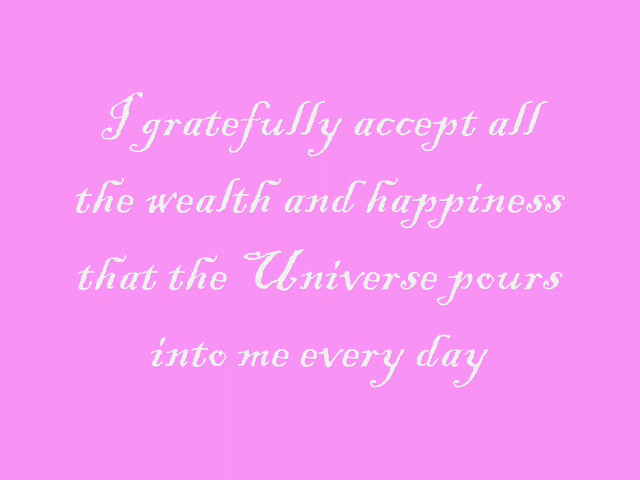 I gratefully accept all
the wealth and happiness
that the Universe pours
into me every day